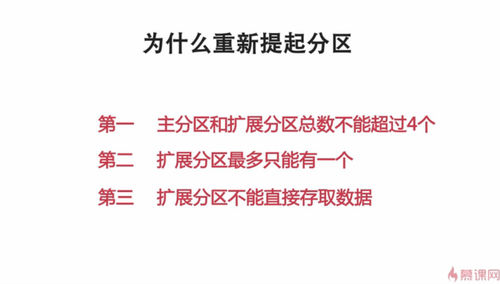 为什么重新提起分区
第一 主分区和扩展分区总数不能超过4个
第二 扩展分区最多只能有一个
第三 扩展分区不能直接存取数据
慕课网